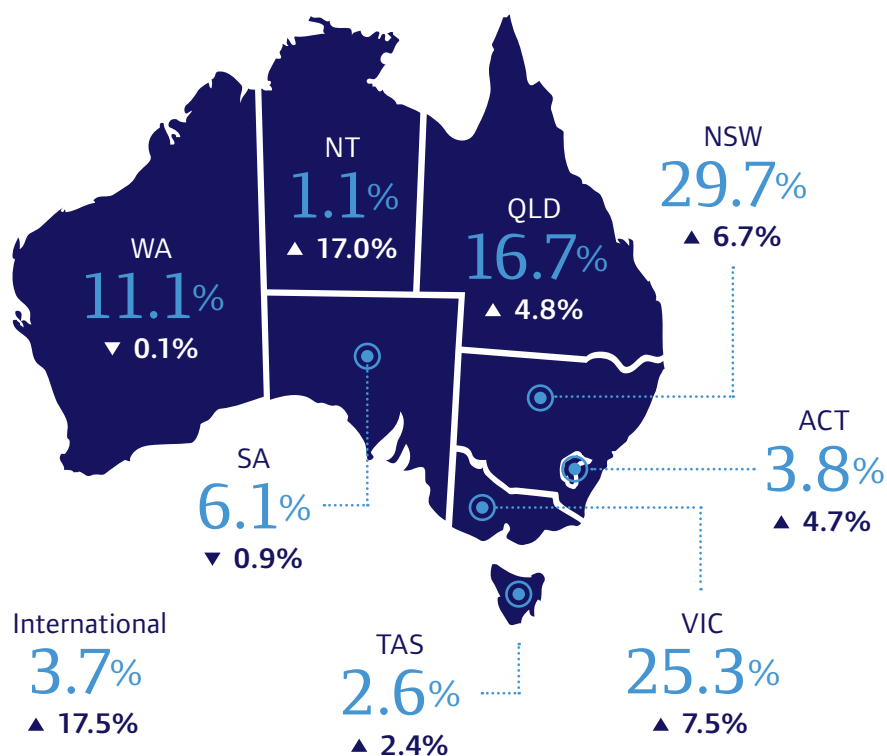 NT
1.1%
▲ 17.0%
QLD
16.7%
▲ 4.8%
NSW
29.7%
▲ 6.7%
WA
11.1%
▼ 0.1%
SA
6.1%
▼ 0.9%
ACT
3.8%
▲ 4.7%
International
3.7%
▲ 17.5%
TAS
2.6%
▲ 2.4%
VIC
25.3%
▲ 7.5%